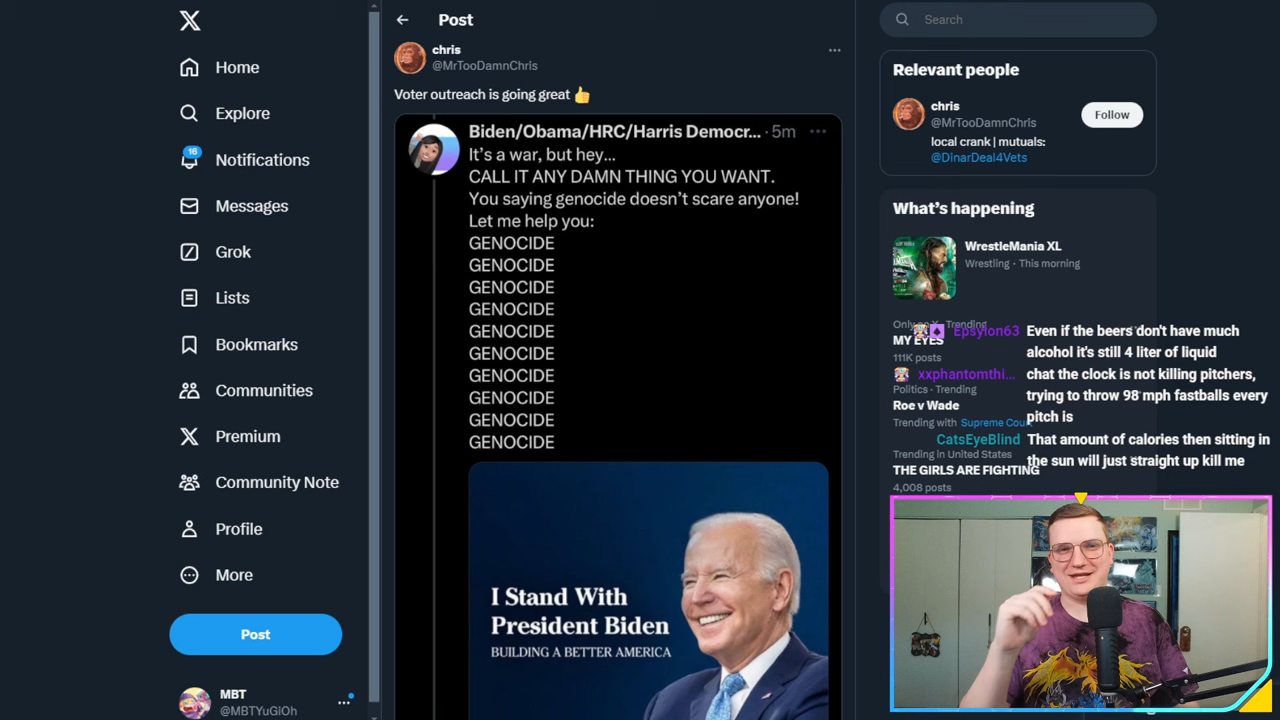 Home
Explore
16
Notifications
Messages
Grok
Lists
Bookmarks
Communities
Premium
Community Note
Profile
More
Post
MBT
@MBTYuGiOh
Post
chris
@MrTooDamnChris
Voter outreach is going great 👍
Biden/Obama/HRC/Harris Democr... · 5m
It's a war, but hey...
CALL IT ANY DAMN THING YOU WANT.
You saying genocide doesn't scare anyone!
Let me help you:
GENOCIDE
GENOCIDE
GENOCIDE
GENOCIDE
GENOCIDE
GENOCIDE
GENOCIDE
GENOCIDE
GENOCIDE
GENOCIDE
I Stand With
President Biden
BUILDING A BETTER AMERICA
Search
Relevant people
chris
@MrTooDamnChris
Follow
local crank | mutuals:
@DinarDeal4Vets
What's happening
WrestleMania XL
Wrestling · This morning
Only on X · Trending
MY EYES
111K posts
Politics · Trending
Roe v Wade
Trending with Supreme Cour
Trending in United States
THE GIRLS ARE FIGHTING
4,008 posts
Epsylon63 Even if the beers don't have much
alcohol it's still 4 liter of liquid
xxphantomthi... chat the clock is not killing pitchers,
trying to throw 98 mph fastballs every
pitch is
CatsEyeBlind That amount of calories then sitting in
the sun will just straight up kill me